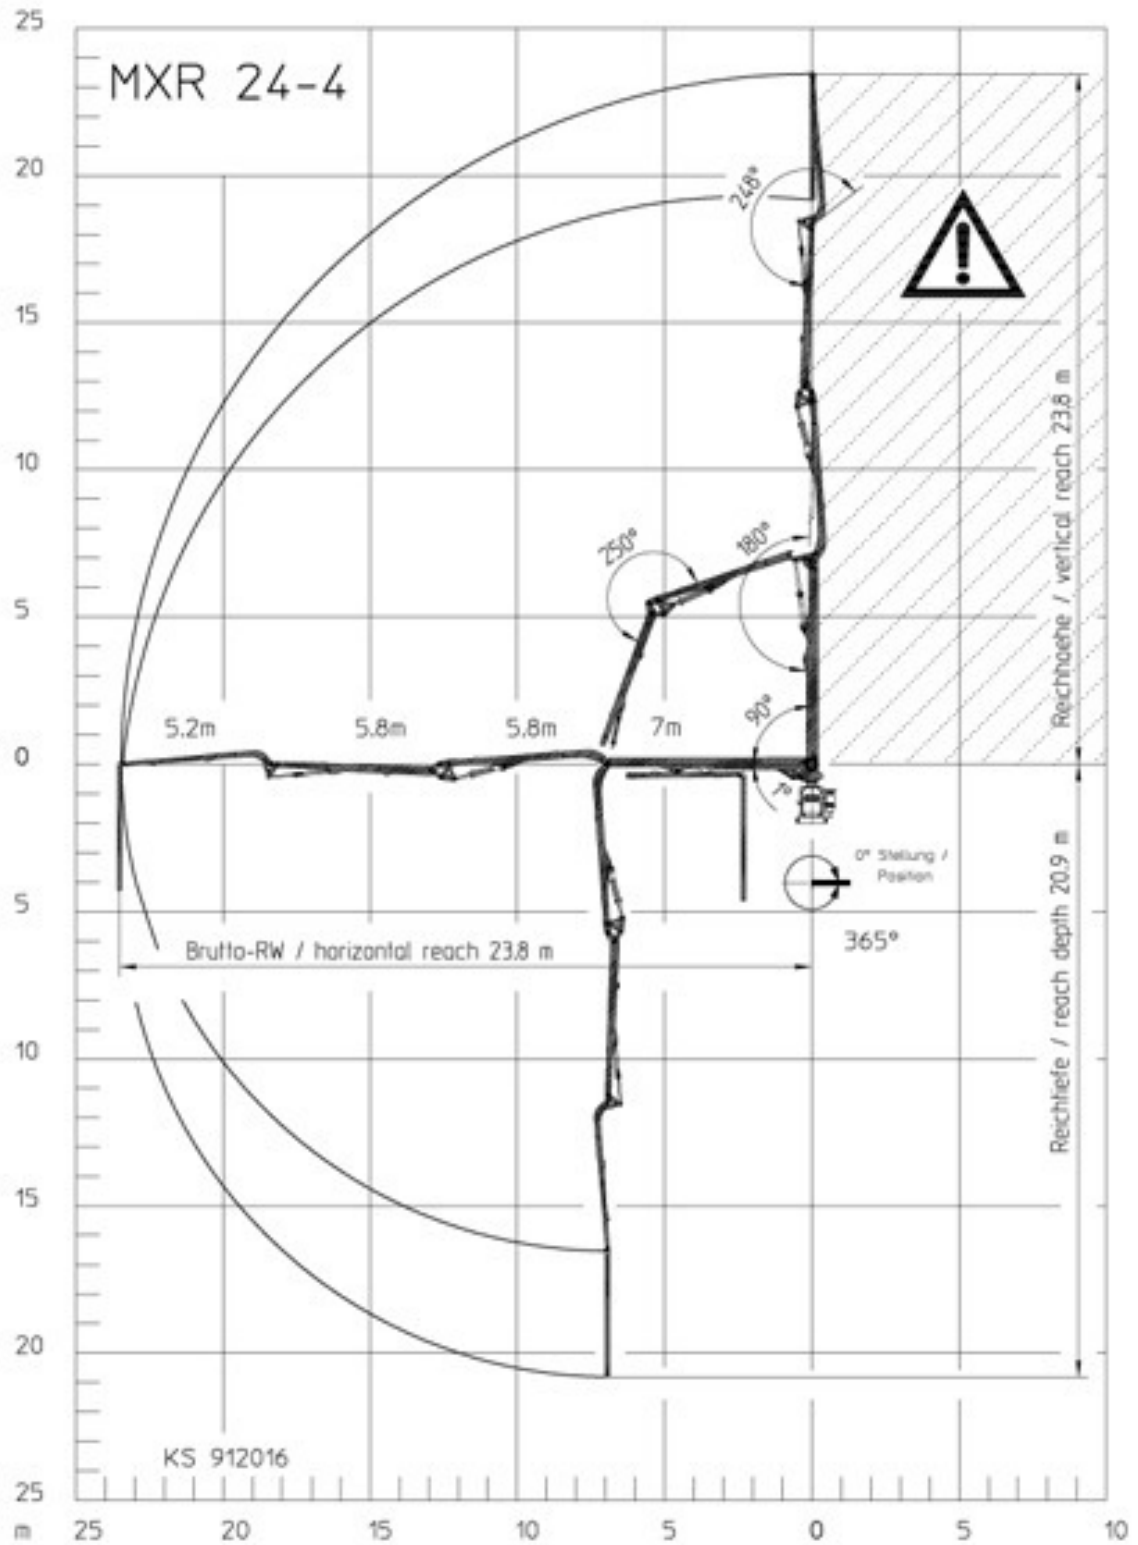 25
MXR 24-4
20
248°
15
Reichhoehe / vertical reach 23.8 m
10
250°
180°
5
90°
5.2m 5.8m 5.8m 7m
0
1°
0° Stellung /
Position
5
365°
Brutto-RW / horizontal reach 23.8 m
Reichtiefe / reach depth 20.9 m
10
15
20
KS 912016
25
m 25 20 15 10 5 0 5 10